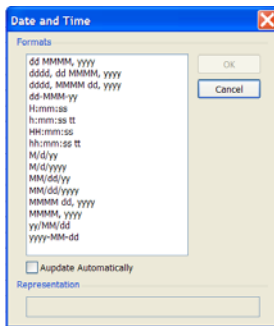 Date and Time
Formats
dd MMMM, yyyy
dddd, dd MMMM, yyyy
dddd, MMMM dd, yyyy
dd-MMM-yy
H:mm:ss
h:mm:ss tt
HH:mm:ss
hh:mm:ss tt
M/d/yy
M/d/yyyy
MM/dd/yy
MM/dd/yyyy
MMMM dd, yyyy
MMMM, yyyy
yy/MM/dd
yyyy-MM-dd
OK
Cancel
Aupdate Automatically
Representation